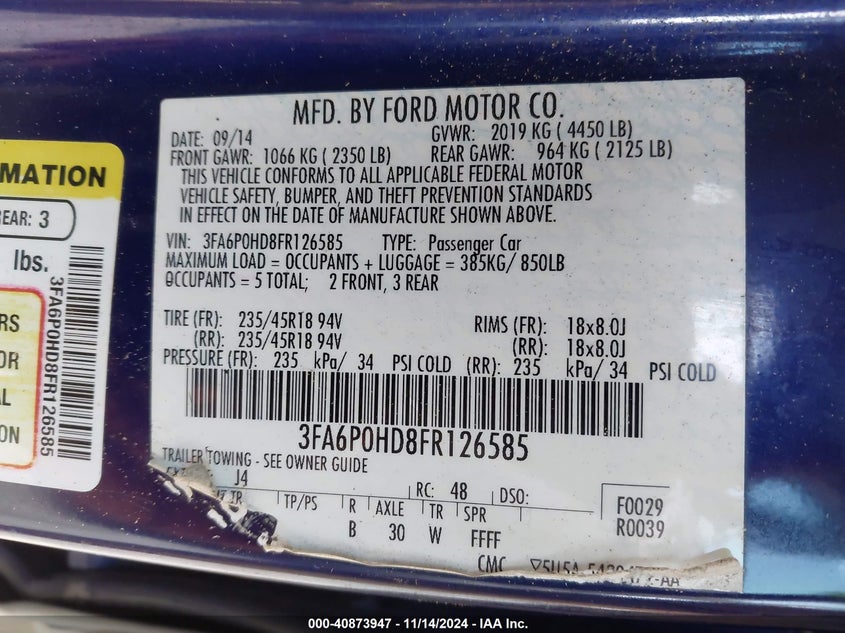 MFD. BY FORD MOTOR CO.
DATE: 09/14 GVWR: 2019 KG ( 4450 LB)
FRONT GAWR: 1066 KG ( 2350 LB) REAR GAWR: 964 KG ( 2125 LB)
THIS VEHICLE CONFORMS TO ALL APPLICABLE FEDERAL MOTOR
VEHICLE SAFETY, BUMPER, AND THEFT PREVENTION STANDARDS
IN EFFECT ON THE DATE OF MANUFACTURE SHOWN ABOVE.
VIN: 3FA6P0HD8FR126585 TYPE: Passenger Car
MAXIMUM LOAD = OCCUPANTS + LUGGAGE = 385KG/ 850LB
OCCUPANTS = 5 TOTAL; 2 FRONT, 3 REAR
TIRE (FR): 235/45R18 94V RIMS (FR): 18x8.0J
(RR): 235/45R18 94V (RR): 18x8.0J
PRESSURE (FR): 235 kPa/ 34 PSI COLD (RR): 235 kPa/ 34 PSI COLD
3FA6P0HD8FR126585
TRAILER TOWING - SEE OWNER GUIDE
J4
RC: 48 DSO:
TR TP/PS R AXLE TR SPR
B 30 W FFFF
F0029
R0039
CMC
-AA
MATION
EAR: 3
lbs.
RS
OR
AL
ON
3FA6P0HD8FR126585
000-40873947 - 11/14/2024 - IAA Inc.